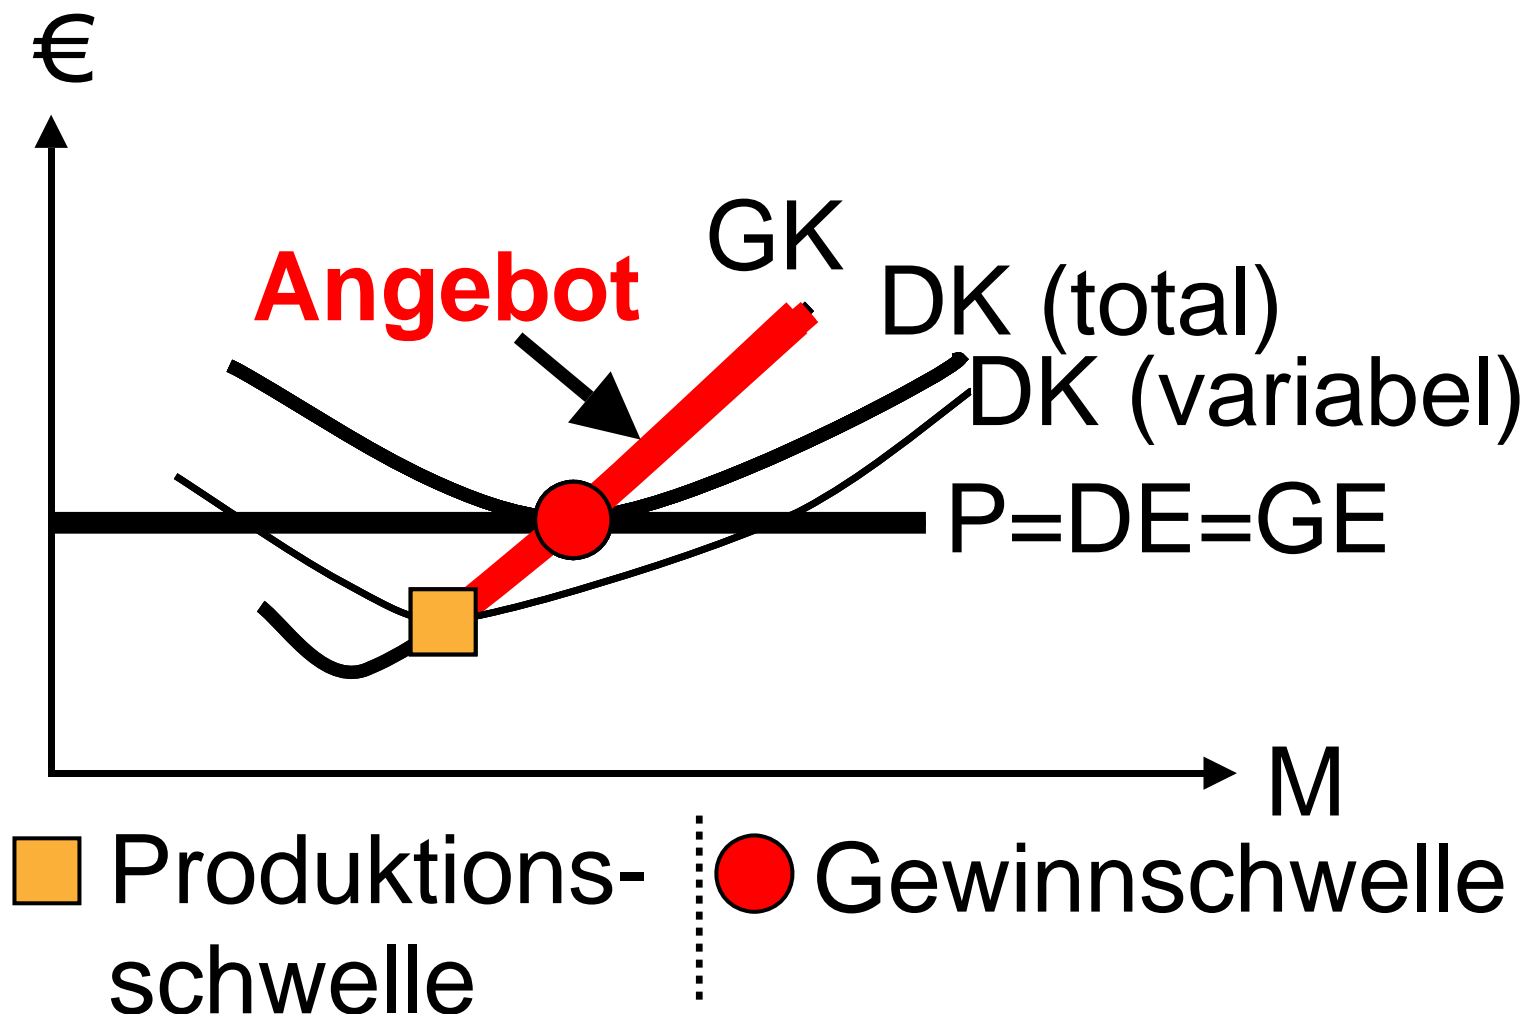 €
GK
Angebot
DK (total)
DK (variabel)
P=DE=GE
M
Produktions-
schwelle
Gewinnschwelle